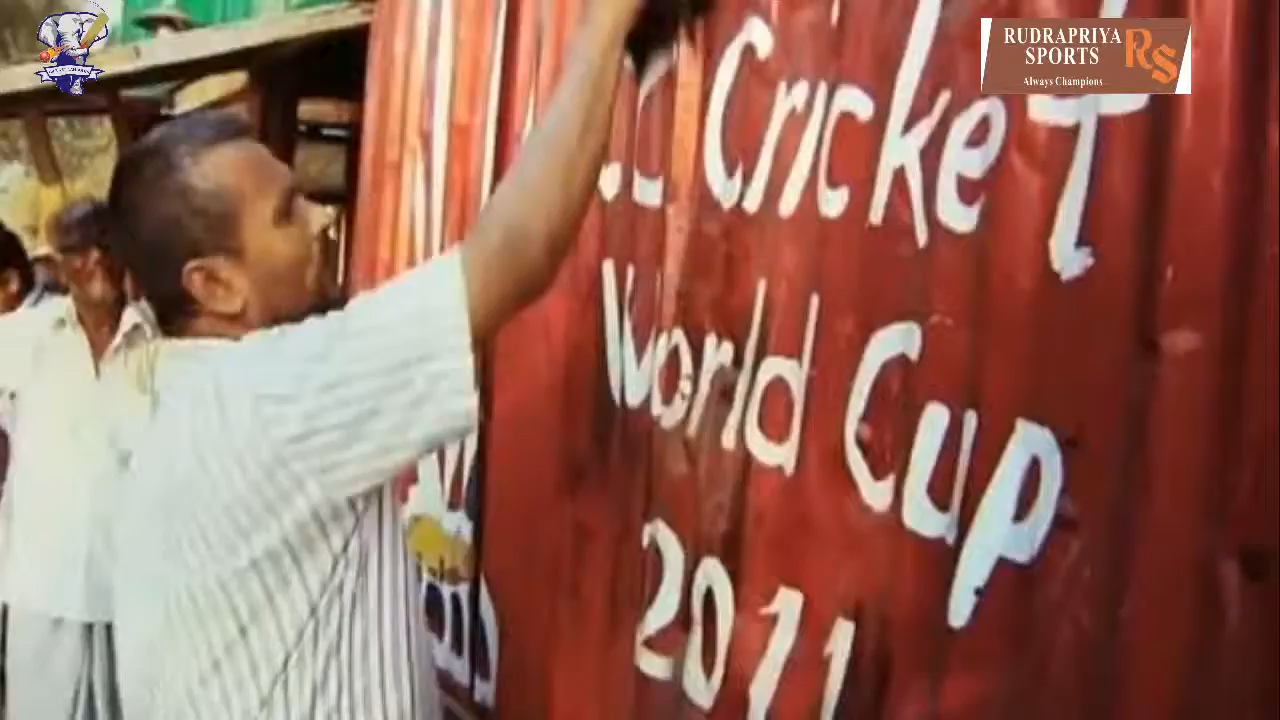 RUDRAPRIYA
SPORTS
RS
Always Champions
Cricket
World Cup
2011